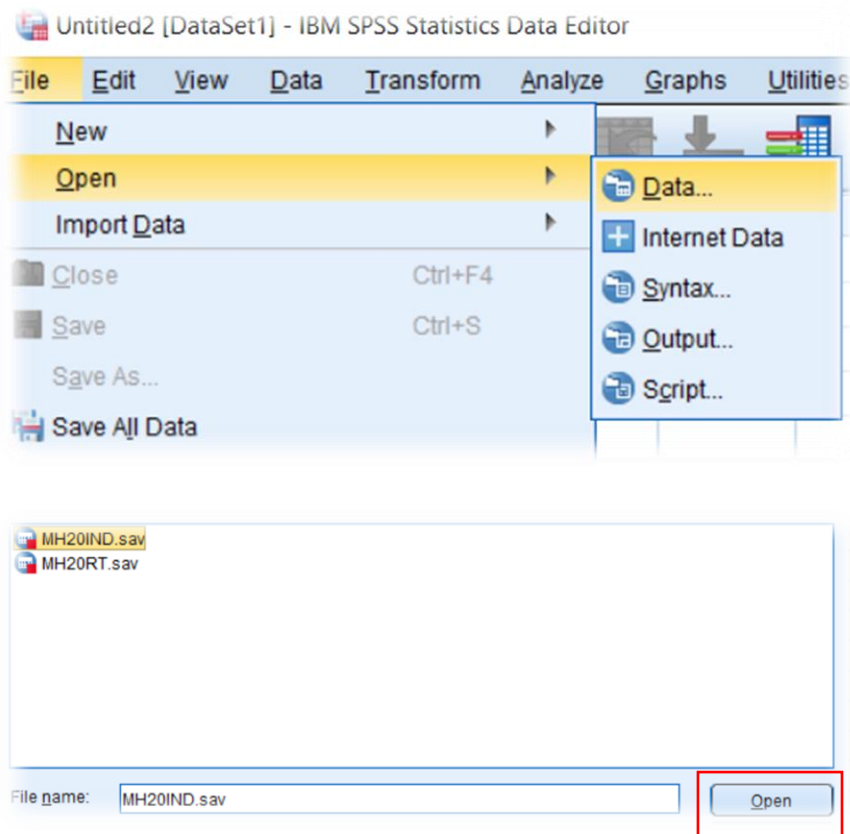 Untitled2 [DataSet1] - IBM SPSS Statistics Data Editor
File Edit View Data Transform Analyze Graphs Utilities
New
Open
Import Data
Close Ctrl+F4
Save Ctrl+S
Save As...
Save All Data
Data...
Internet Data
Syntax...
Output...
Script...
MH20IND.sav
MH20RT.sav
File name: MH20IND.sav Open